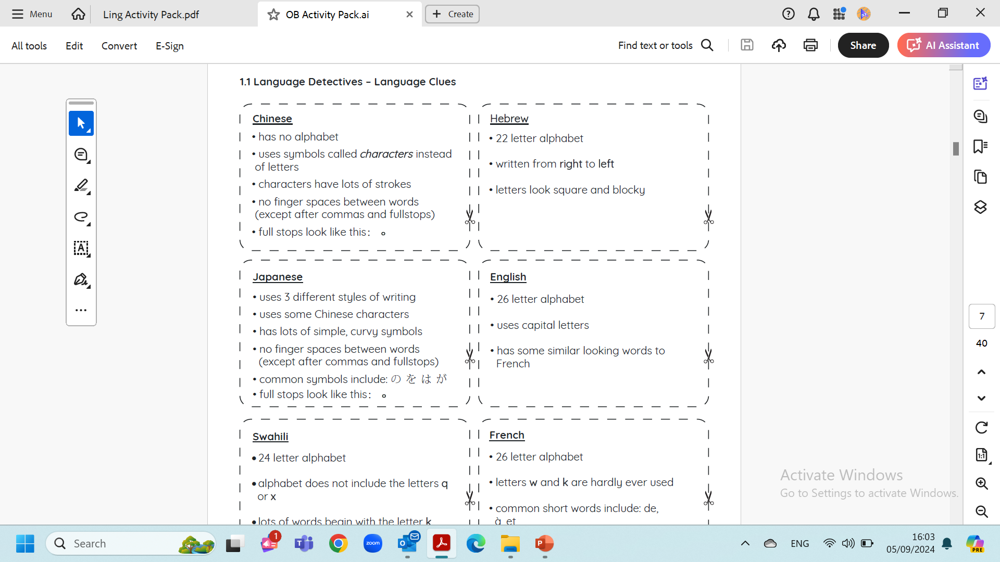 Menu
Ling Activity Pack.pdf
OB Activity Pack.ai
Create
All tools
Edit
Convert
E-Sign
Find text or tools
Share
AI Assistant
1.1 Language Detectives – Language Clues
Chinese
• has no alphabet
• uses symbols called characters instead
of letters
• characters have lots of strokes
• no finger spaces between words
(except after commas and fullstops)
• full stops look like this： 。
Hebrew
• 22 letter alphabet
• written from right to left
• letters look square and blocky
Japanese
• uses 3 different styles of writing
• uses some Chinese characters
• has lots of simple, curvy symbols
• no finger spaces between words
(except after commas and fullstops)
• common symbols include: の を は が
• full stops look like this： 。
English
• 26 letter alphabet
• uses capital letters
• has some similar looking words to
French
Swahili
• 24 letter alphabet
• alphabet does not include the letters q
or x
• lots of words begin with the letter k
French
• 26 letter alphabet
• letters w and k are hardly ever used
• common short words include: de,
à, et
7
40
1:1
Activate Windows
Go to Settings to activate Windows.
Search
1
T
zoom
O
P
ENG
16:03
05/09/2024
PRE